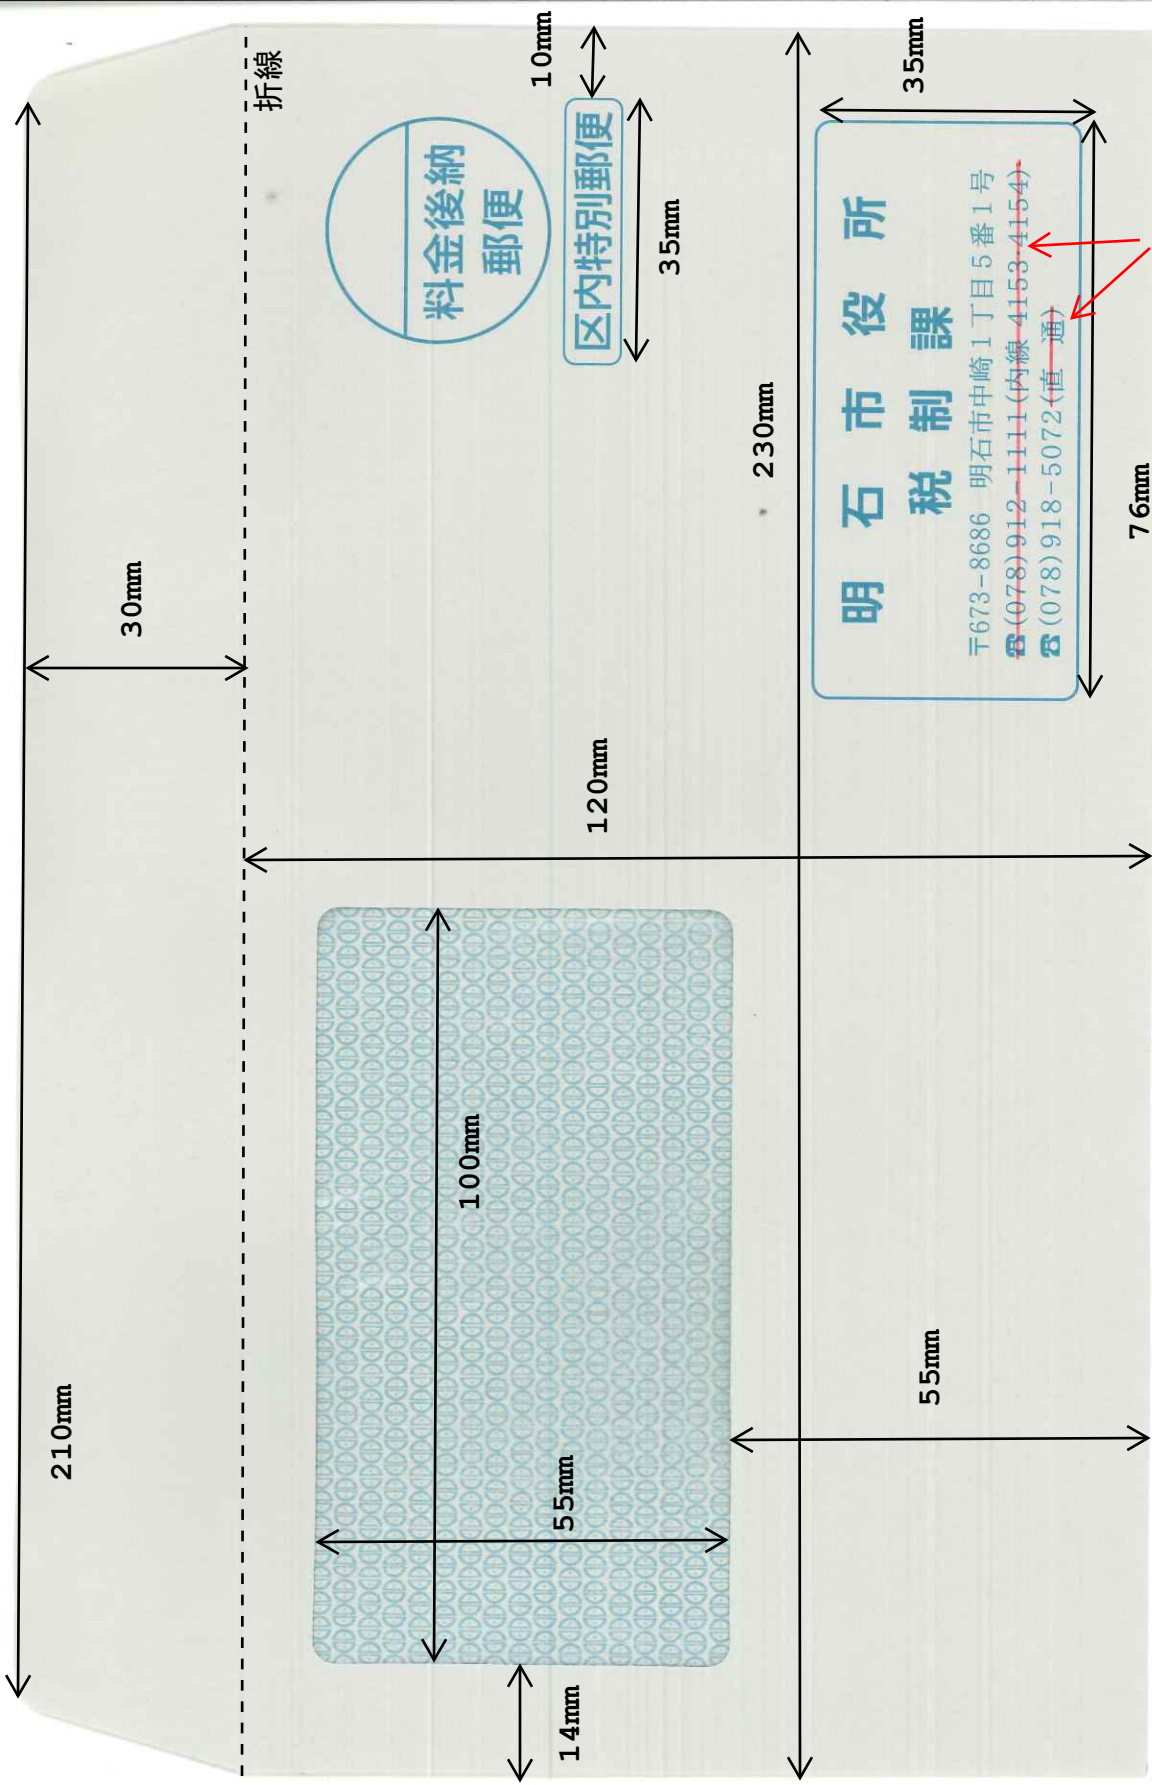 折線
210mm
30mm
料金後納
郵便
10mm
区内特別郵便
35mm
100mm
55mm
14mm
120mm
230mm
35mm
明石市役所
税制課
〒673-8686 明石市中崎1丁目5番1号
☎(078)912-1111(内線 4153·4154)
☎(078)918-5072(直 通)
76mm
55mm